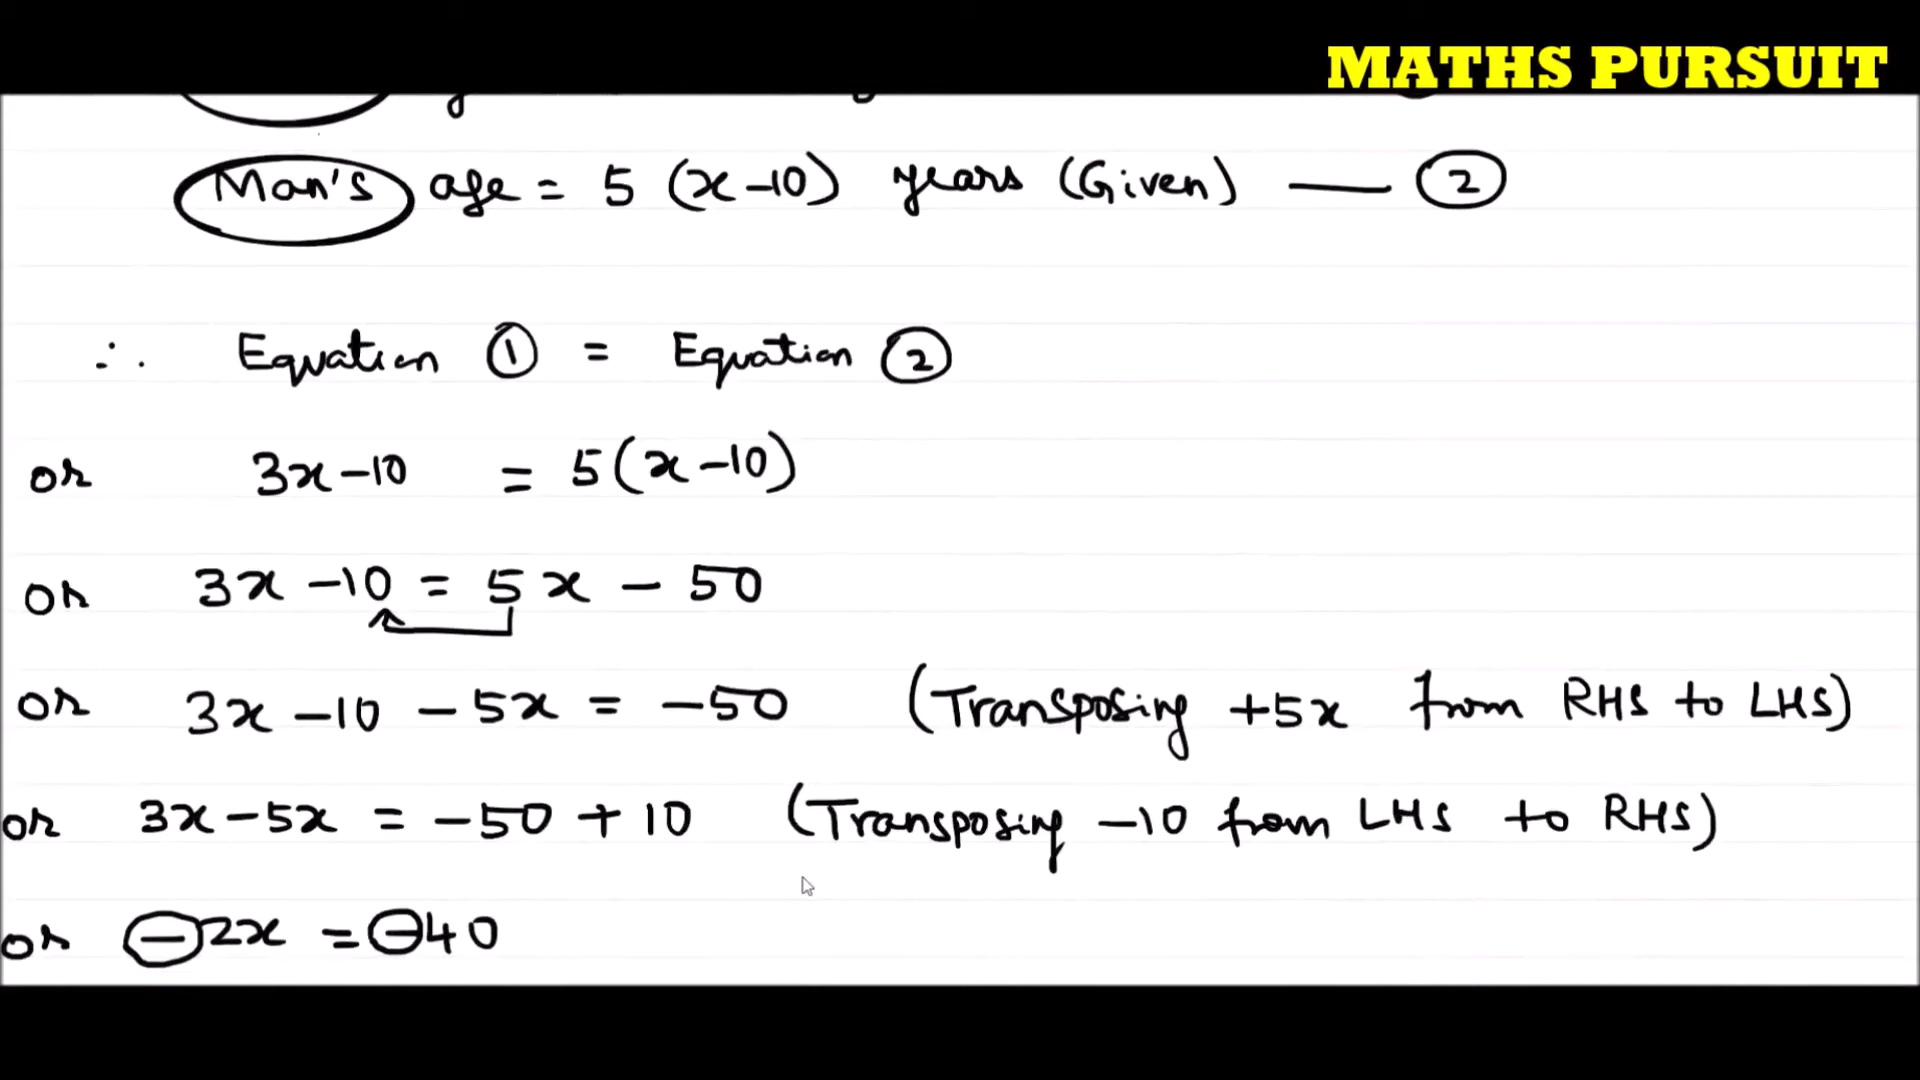 MATHS PURSUIT
Man's age = 5 (x-10) years (Given) — 2
∴ Equation 1 = Equation 2
or 3x-10 = 5(x-10)
or 3x-10 = 5x - 50
or 3x-10-5x = -50 (Transposing +5x from RHS to LHS)
or 3x-5x = -50+10 (Transposing -10 from LHS to RHS)
or -2x = -40